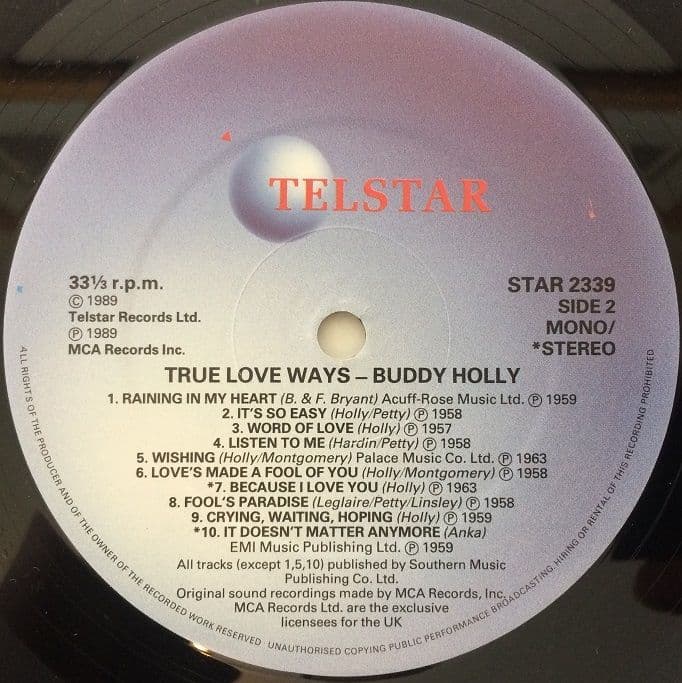 TELSTAR
33⅓ r.p.m.
© 1989
Telstar Records Ltd.
℗ 1989
MCA Records Inc.
STAR 2339
SIDE 2
MONO/
*STEREO
TRUE LOVE WAYS – BUDDY HOLLY
1. RAINING IN MY HEART (B. & F. Bryant) Acuff-Rose Music Ltd. ℗ 1959
2. IT'S SO EASY (Holly/Petty) ℗ 1958
3. WORD OF LOVE (Holly) ℗ 1957
4. LISTEN TO ME (Hardin/Petty) ℗ 1958
5. WISHING (Holly/Montgomery) Palace Music Co. Ltd. ℗ 1963
6. LOVE'S MADE A FOOL OF YOU (Holly/Montgomery) ℗ 1958
*7. BECAUSE I LOVE YOU (Holly) ℗ 1963
8. FOOL'S PARADISE (Leglaire/Petty/Linsley) ℗ 1958
9. CRYING, WAITING, HOPING (Holly) ℗ 1959
*10. IT DOESN'T MATTER ANYMORE (Anka)
EMI Music Publishing Ltd. ℗ 1959
All tracks (except 1,5,10) published by Southern Music
Publishing Co. Ltd.
Original sound recordings made by MCA Records, Inc.
MCA Records Ltd. are the exclusive
licensees for the UK
ALL RIGHTS OF THE PRODUCER AND OF THE OWNER OF THE RECORDED WORK RESERVED · UNAUTHORISED COPYING PUBLIC PERFORMANCE BROADCASTING, HIRING OR RENTAL OF THIS RECORDING PROHIBITED